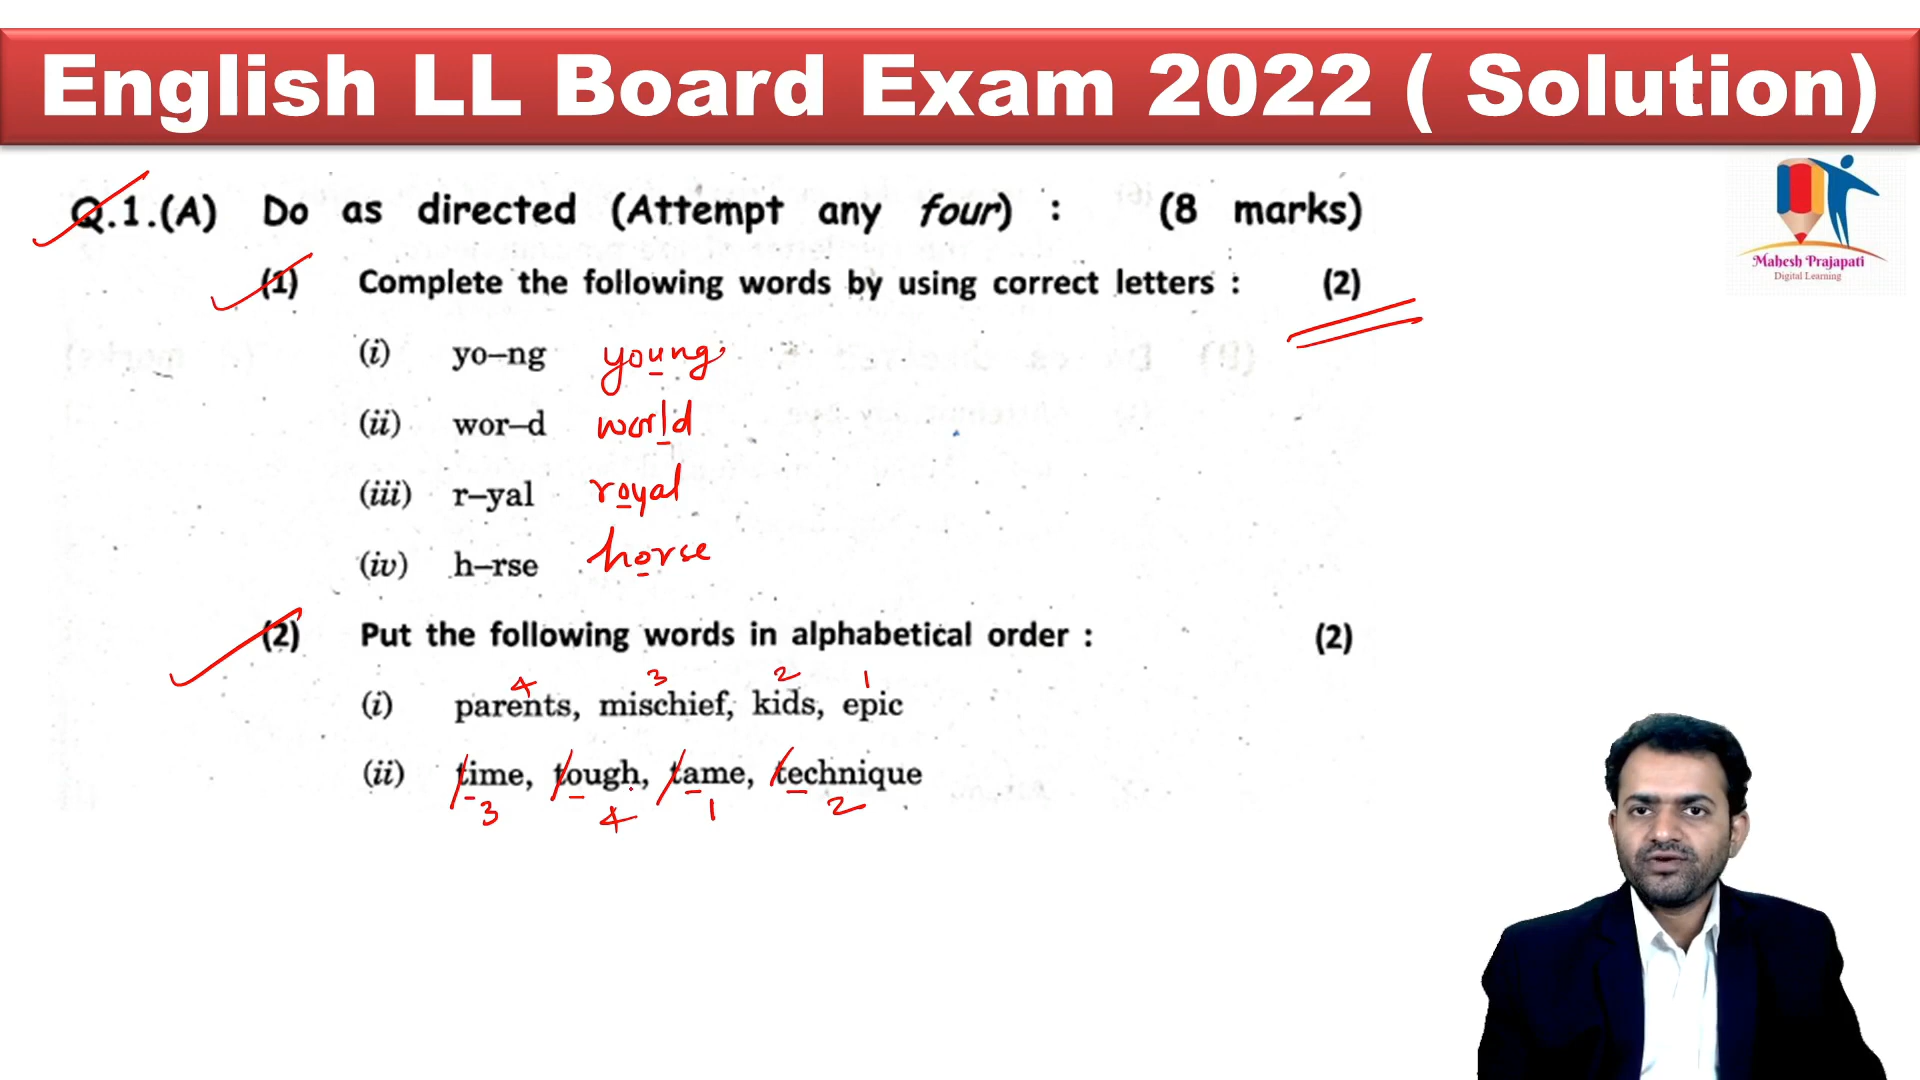 English LL Board Exam 2022 ( Solution)
Mahesh Prajapati
Digital Learning
Q.1.(A) Do as directed (Attempt any four) : (8 marks)
(1) Complete the following words by using correct letters : (2)
(i) yo–ng young
(ii) wor–d world
(iii) r–yal royal
(iv) h–rse horse
(2) Put the following words in alphabetical order : (2)
4 3 2 1
(i) parents, mischief, kids, epic
(ii) time, tough, tame, technique
3 4 1 2